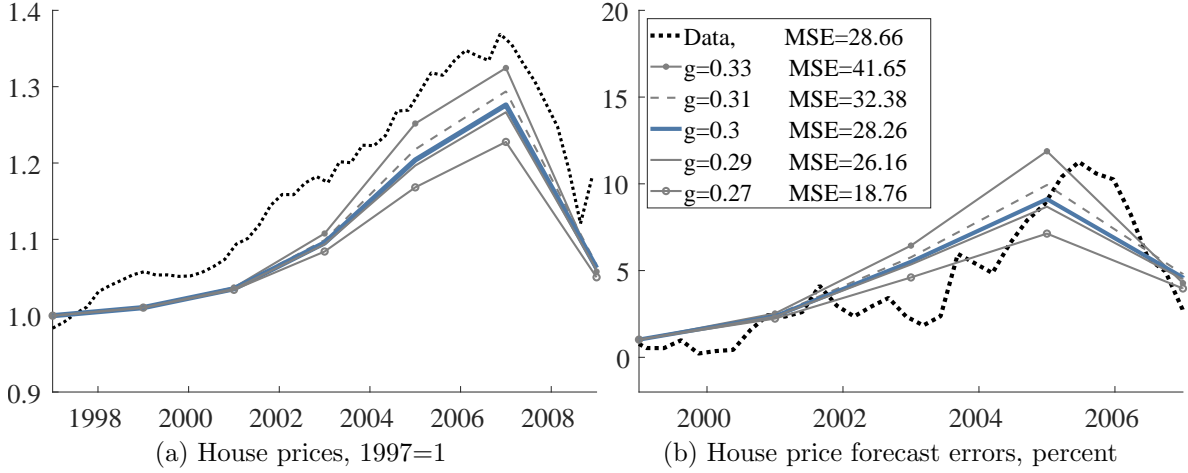 1.4
1.3
1.2
1.1
1.0
0.9
1998 2000 2002 2004 2006 2008
(a) House prices, 1997=1
20
15
10
5
0
Data, MSE=28.66
g=0.33 MSE=41.65
g=0.31 MSE=32.38
g=0.3 MSE=28.26
g=0.29 MSE=26.16
g=0.27 MSE=18.76
2000 2002 2004 2006
(b) House price forecast errors, percent